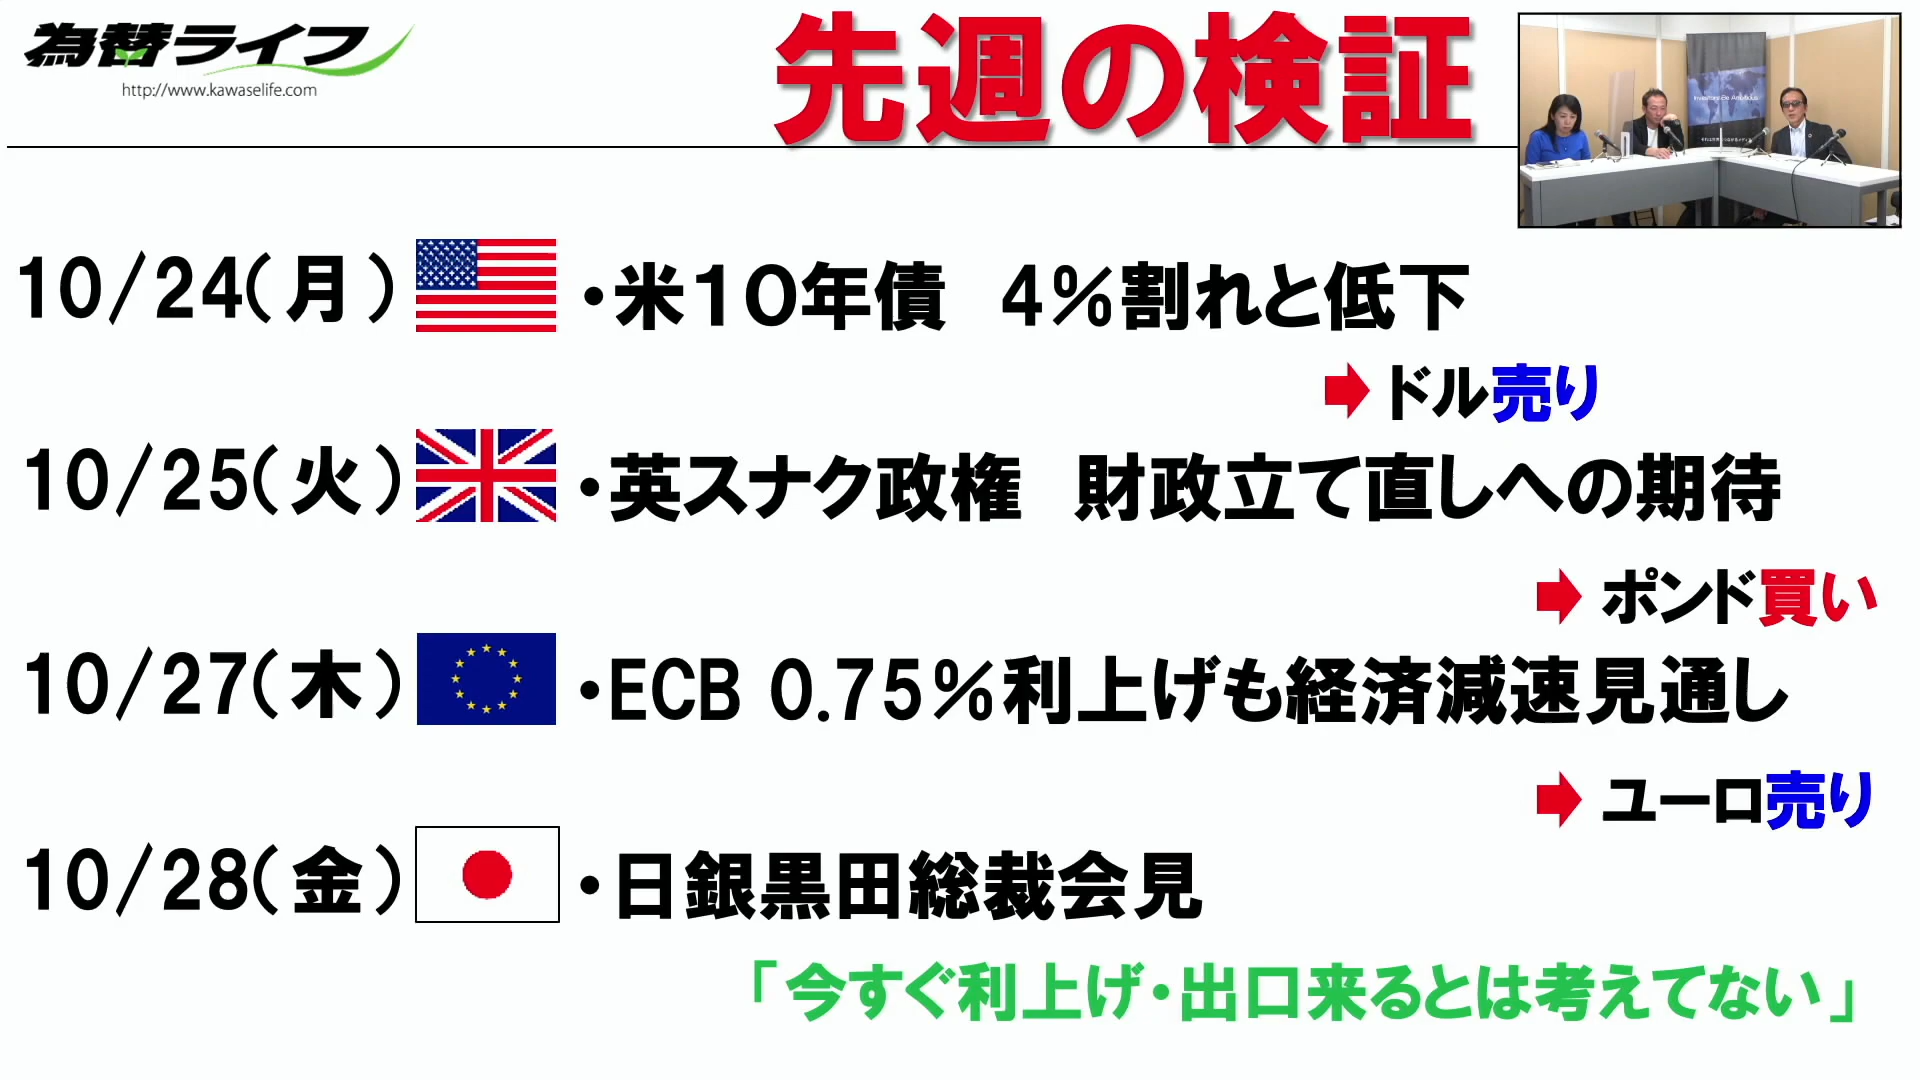 為替ライフ
http://www.kawaselife.com
先週の検証
10/24(月) ・米10年債 4%割れと低下
ドル売り
10/25(火) ・英スナク政権 財政立て直しへの期待
ポンド買い
10/27(木) ・ECB 0.75%利上げも経済減速見通し
ユーロ売り
10/28(金) ・日銀黒田総裁会見
「今すぐ利上げ・出口来るとは考えてない」